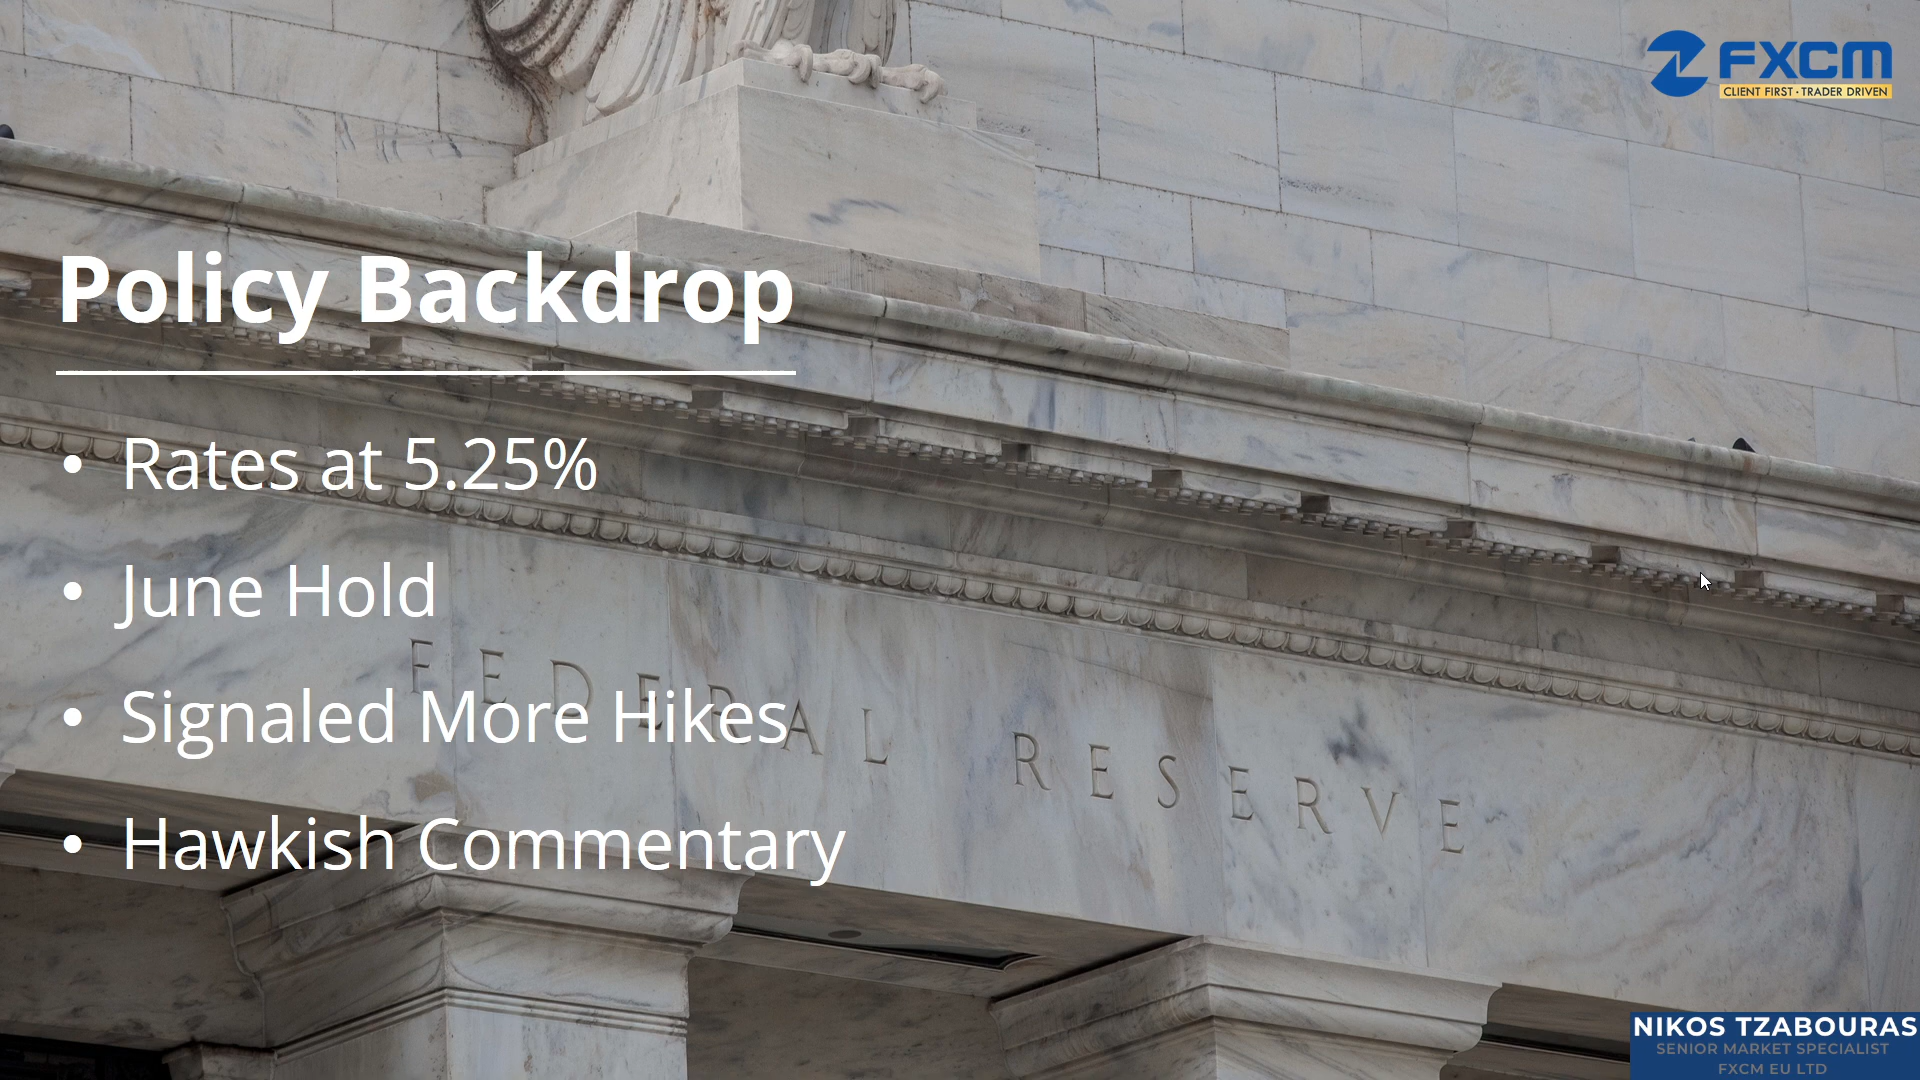 FXCM
CLIENT FIRST · TRADER DRIVEN
Policy Backdrop
• Rates at 5.25%
• June Hold
• Signaled More Hikes
• Hawkish Commentary
FEDERAL RESERVE
NIKOS TZABOURAS
SENIOR MARKET SPECIALIST
FXCM EU LTD